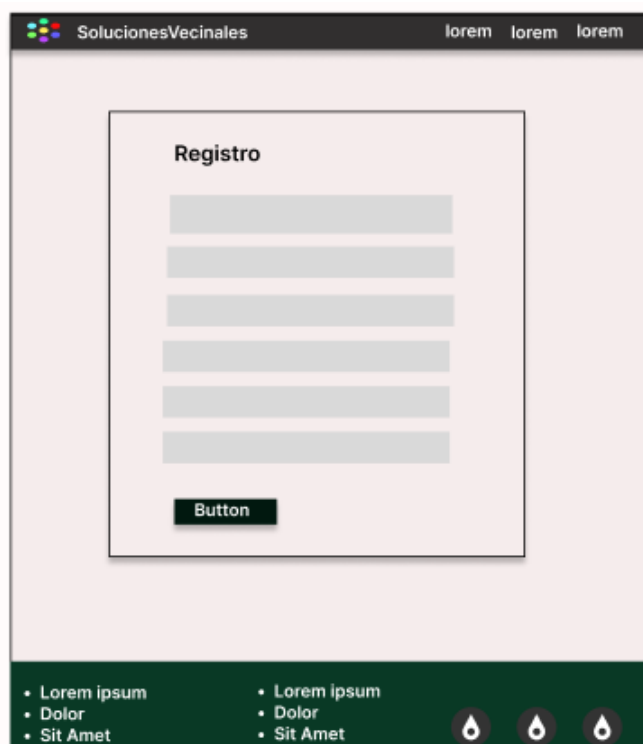 SolucionesVecinales lorem lorem lorem
Registro
Button
• Lorem ipsum
• Dolor
• Sit Amet
• Lorem ipsum
• Dolor
• Sit Amet